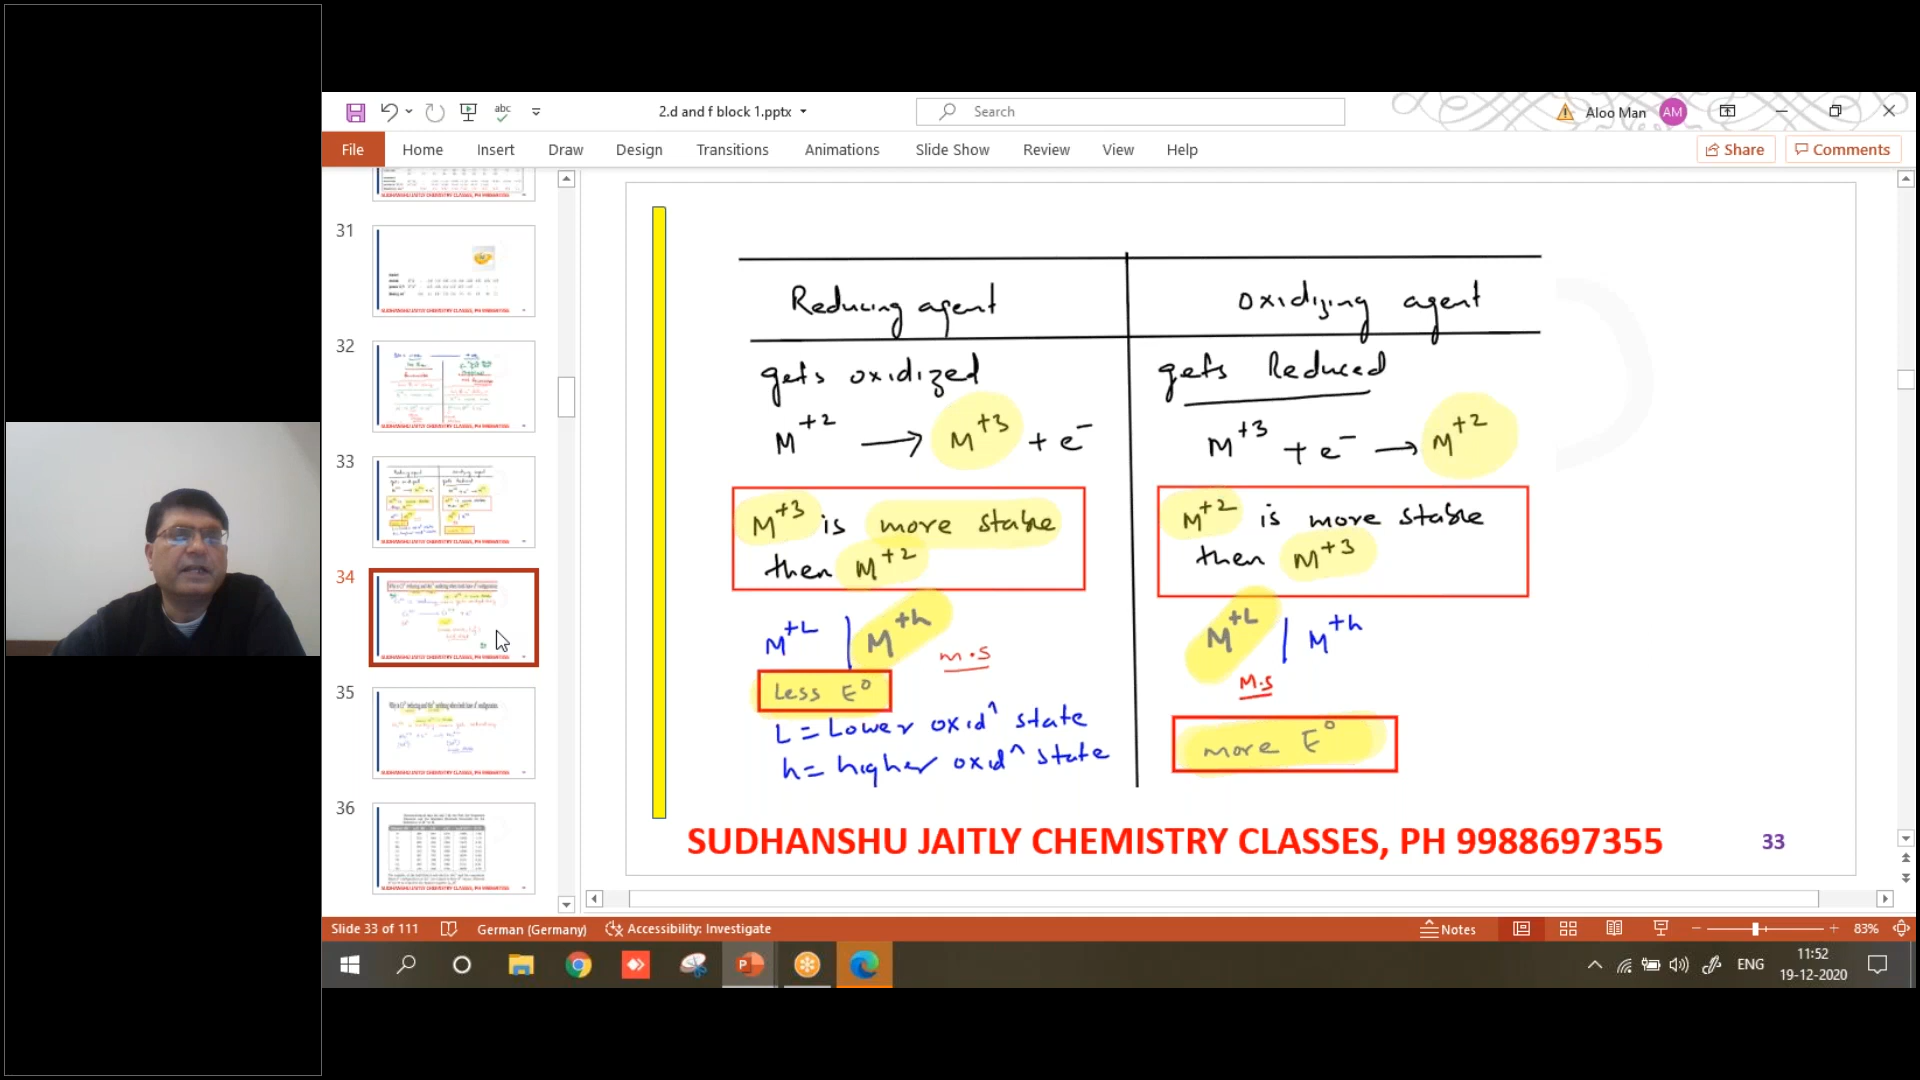 2.d and f block 1.pptx
Search
Aloo Man
AM
File
Home
Insert
Draw
Design
Transitions
Animations
Slide Show
Review
View
Help
Share
Comments
31
32
33
34
35
36
Reducing agent
oxidizing agent
gets oxidized
gets Reduced
M+2 → M+3 + e-
M+3 + e- → M+2
M+3 is more stable
then M+2
M+2 is more stable
then M+3
M+L | M+h m.s
M+L | M+h
M.s
Less E°
more E°
L = Lower oxid^n state
h = higher oxid^n state
SUDHANSHU JAITLY CHEMISTRY CLASSES, PH 9988697355
33
Slide 33 of 111
German (Germany)
Accessibility: Investigate
Notes
83%
ENG
11:52
19-12-2020